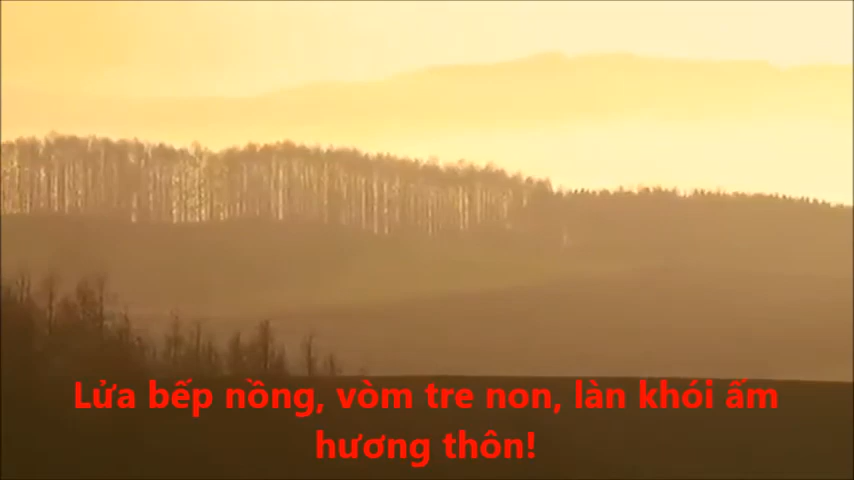 Lửa bếp nồng, vòm tre non, làn khói ấm
hương thôn!